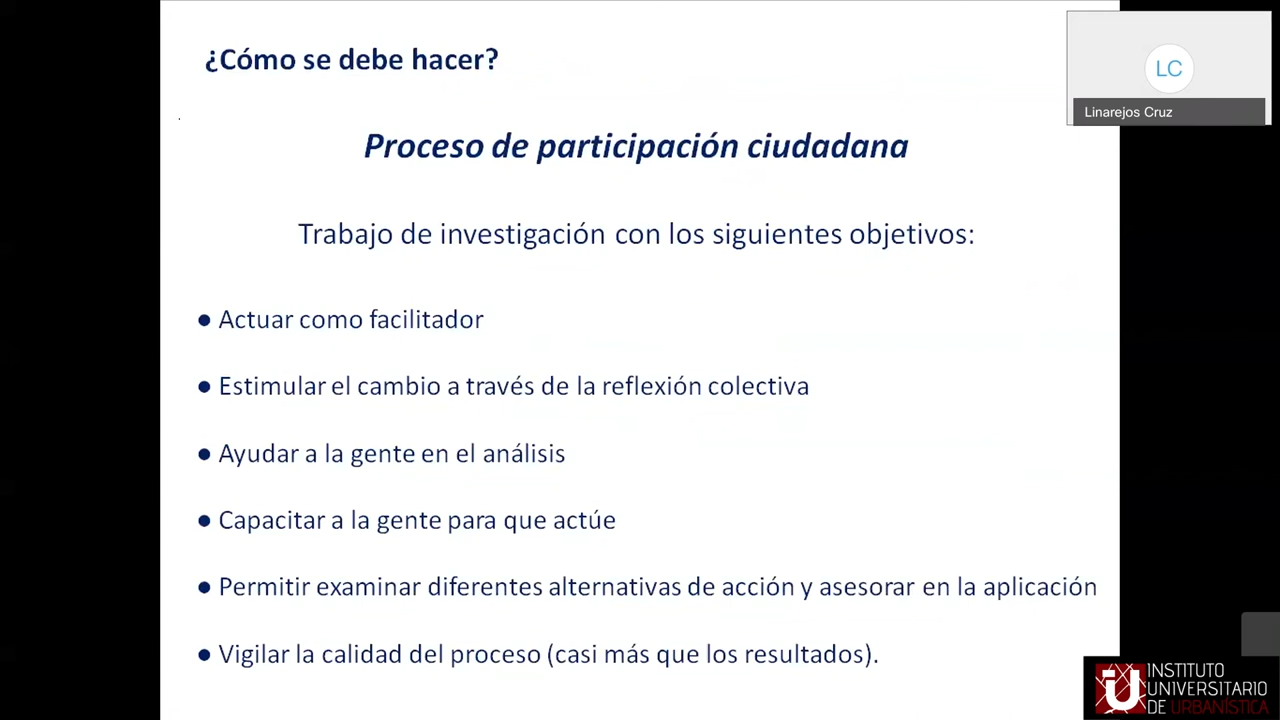 ¿Cómo se debe hacer?
LC
Linarejos Cruz
Proceso de participación ciudadana
Trabajo de investigación con los siguientes objetivos:
● Actuar como facilitador
● Estimular el cambio a través de la reflexión colectiva
● Ayudar a la gente en el análisis
● Capacitar a la gente para que actúe
● Permitir examinar diferentes alternativas de acción y asesorar en la aplicación
● Vigilar la calidad del proceso (casi más que los resultados).
iU
INSTITUTO
UNIVERSITARIO
DE URBANÍSTICA